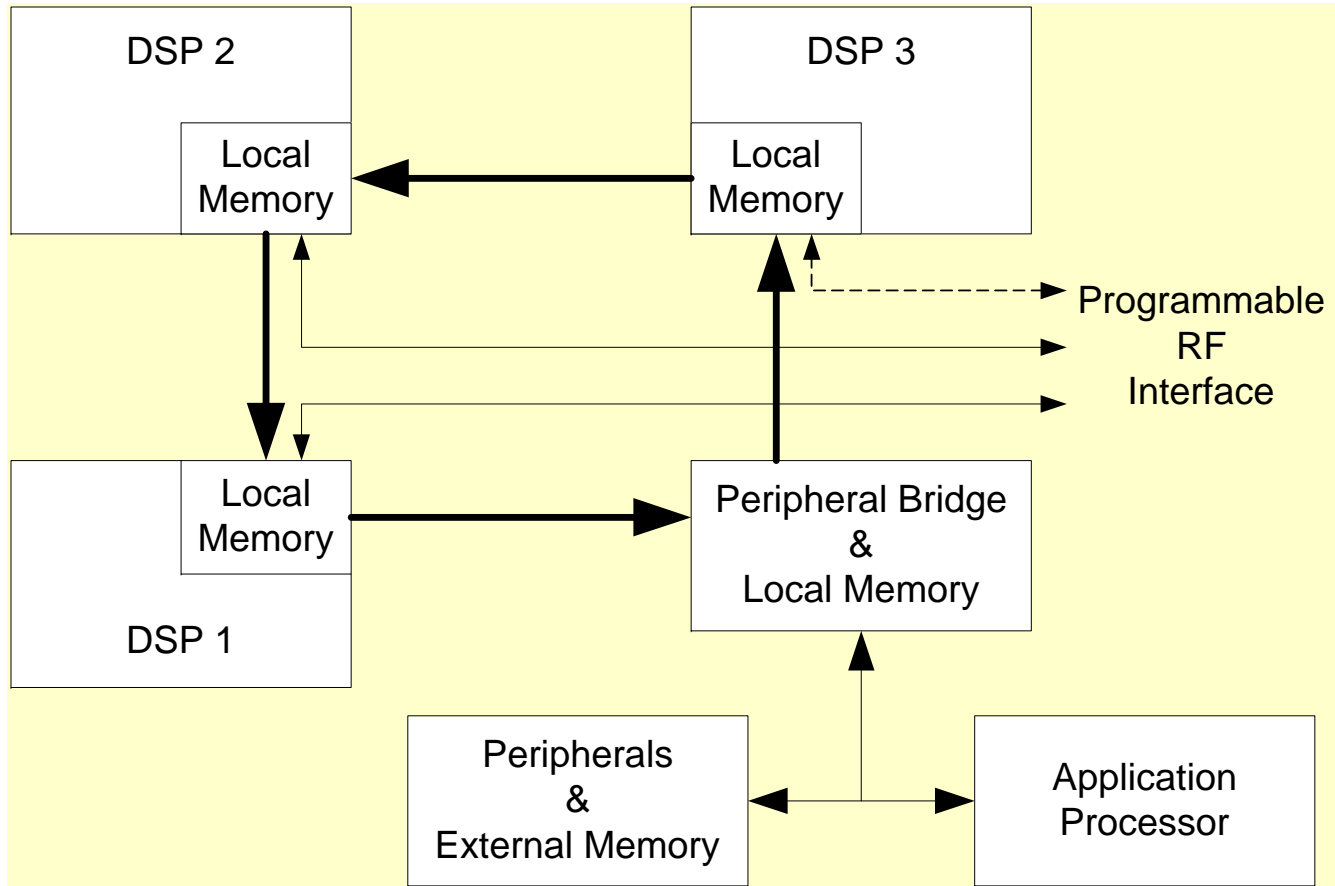 DSP 2
Local
Memory
DSP 3
Local
Memory
Programmable
RF
Interface
Local
Memory
DSP 1
Peripheral Bridge
&
Local Memory
Peripherals
&
External Memory
Application
Processor